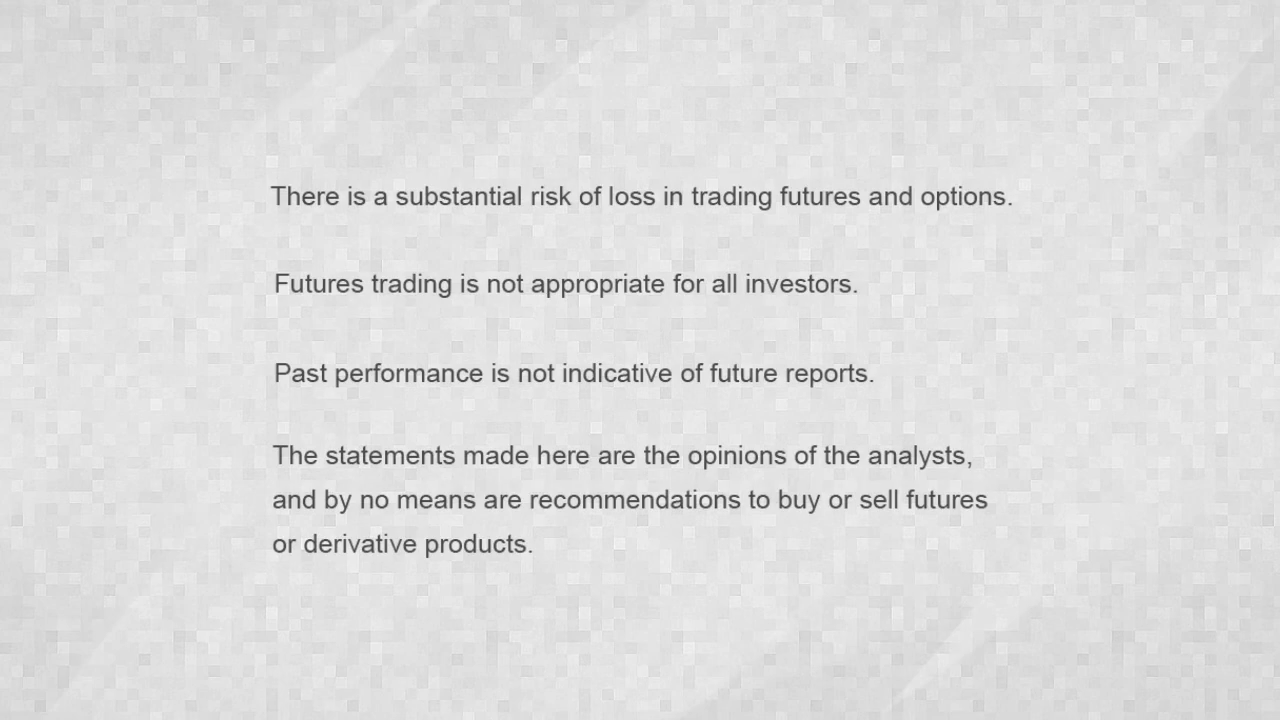 There is a substantial risk of loss in trading futures and options.
Futures trading is not appropriate for all investors.
Past performance is not indicative of future reports.
The statements made here are the opinions of the analysts,
and by no means are recommendations to buy or sell futures
or derivative products.